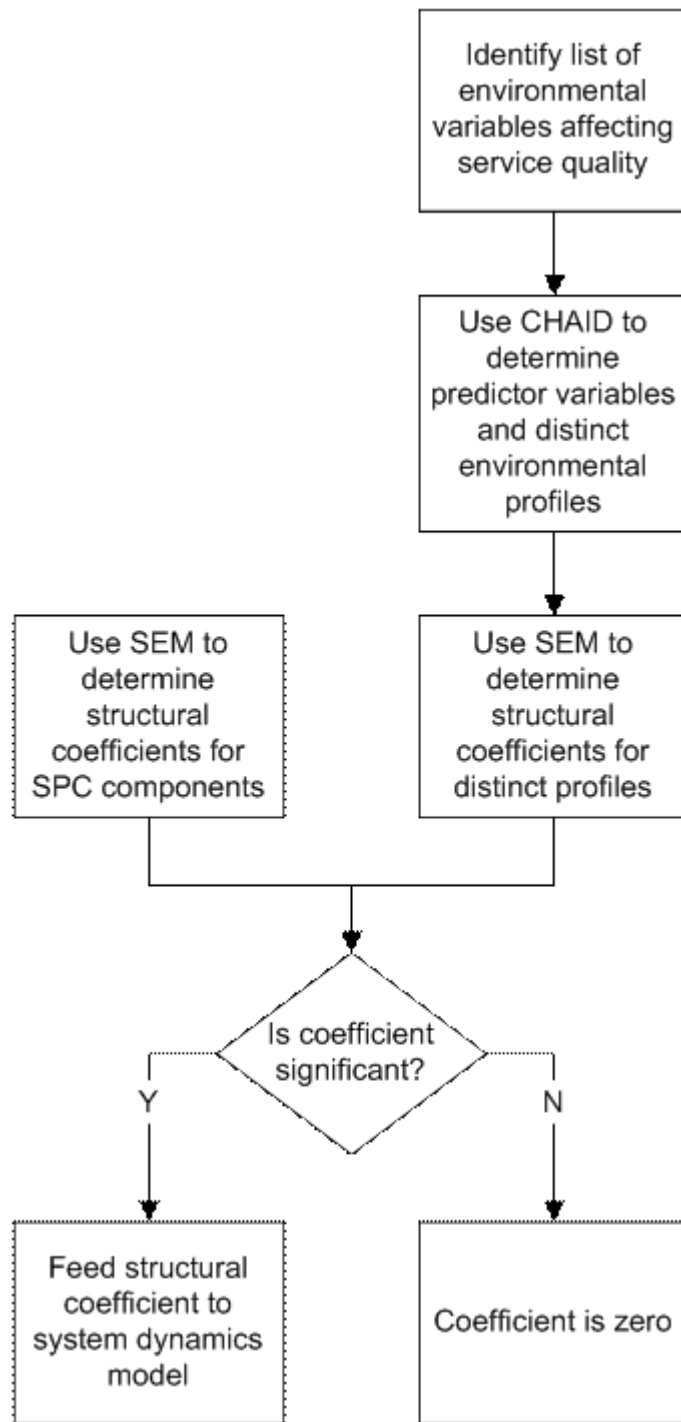 Identify list of
environmental
variables affecting
service quality
Use CHAID to
determine
predictor variables
and distinct
environmental
profiles
Use SEM to
determine
structural
coefficients for
SPC components
Use SEM to
determine
structural
coefficients for
distinct profiles
Is coefficient
significant?
Y
N
Feed structural
coefficient to
system dynamics
model
Coefficient is zero